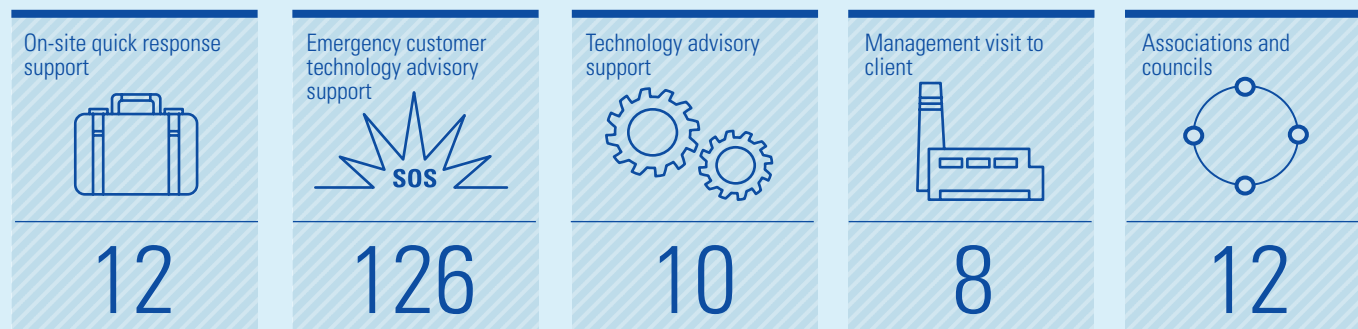 On-site quick response
support
12
Emergency customer
technology advisory
support
SOS
126
Technology advisory
support
10
Management visit to
client
8
Associations and
councils
12